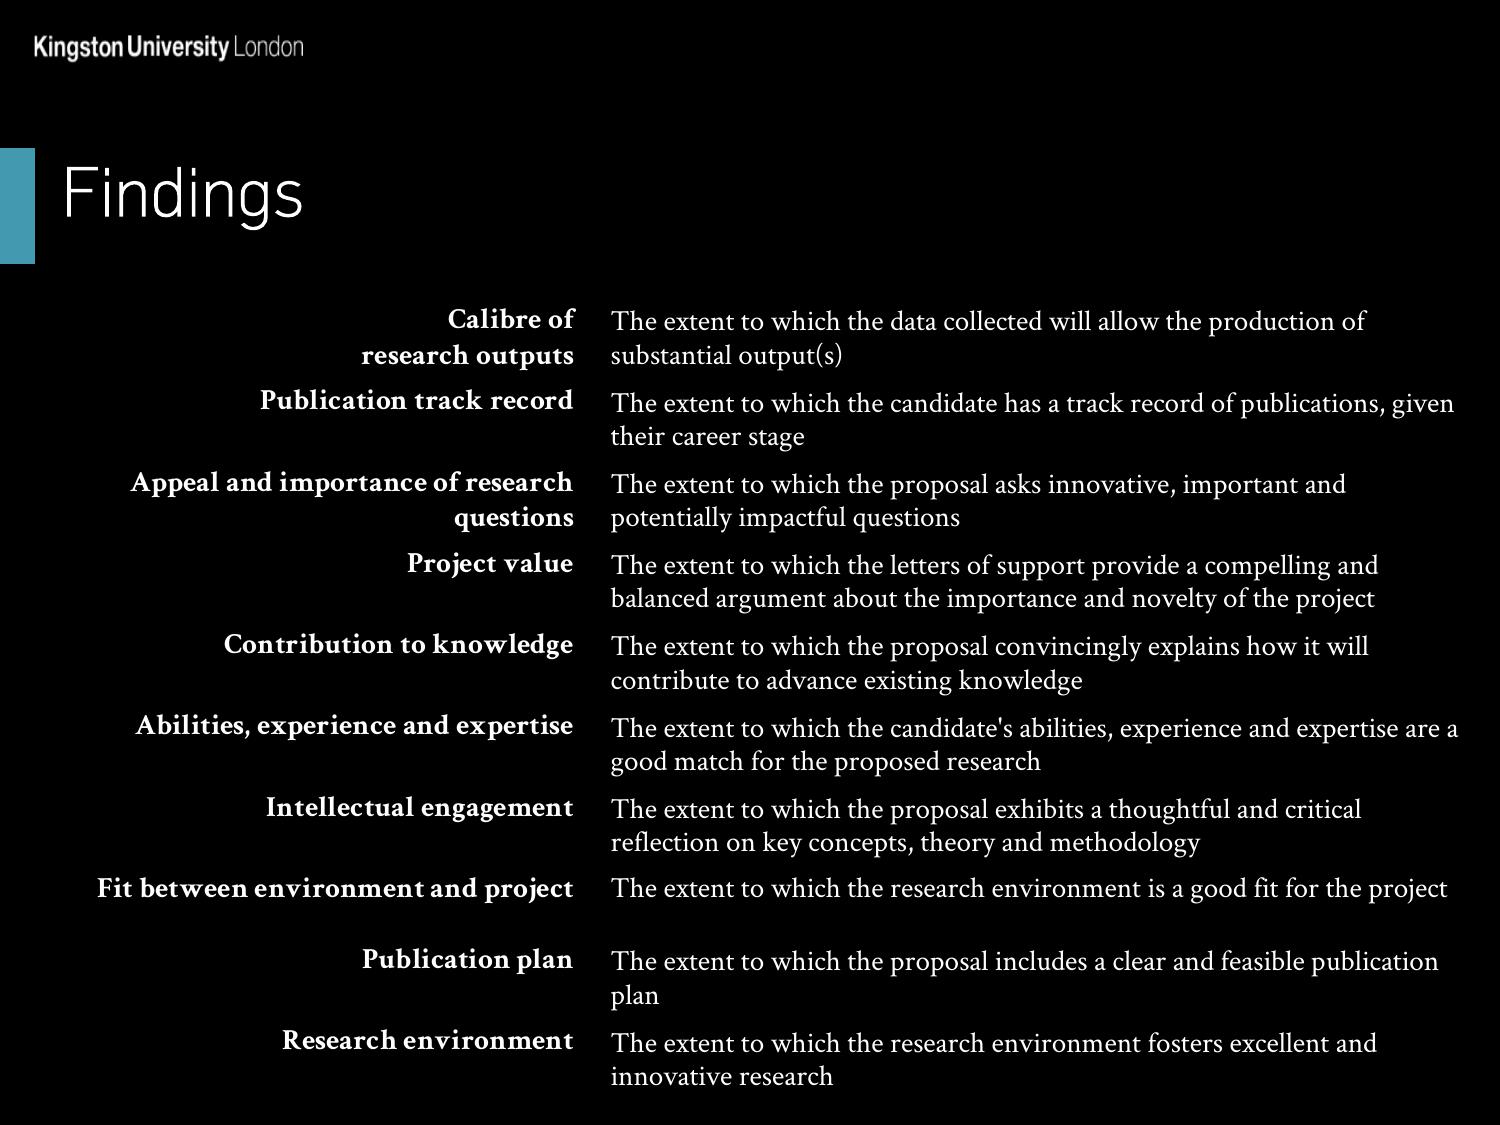 Kingston University London
Findings
Calibre of
research outputs
The extent to which the data collected will allow the production of
substantial output(s)
Publication track record
The extent to which the candidate has a track record of publications, given
their career stage
Appeal and importance of research
questions
The extent to which the proposal asks innovative, important and
potentially impactful questions
Project value
The extent to which the letters of support provide a compelling and
balanced argument about the importance and novelty of the project
Contribution to knowledge
The extent to which the proposal convincingly explains how it will
contribute to advance existing knowledge
Abilities, experience and expertise
The extent to which the candidate's abilities, experience and expertise are a
good match for the proposed research
Intellectual engagement
The extent to which the proposal exhibits a thoughtful and critical
reflection on key concepts, theory and methodology
Fit between environment and project
The extent to which the research environment is a good fit for the project
Publication plan
The extent to which the proposal includes a clear and feasible publication
plan
Research environment
The extent to which the research environment fosters excellent and
innovative research